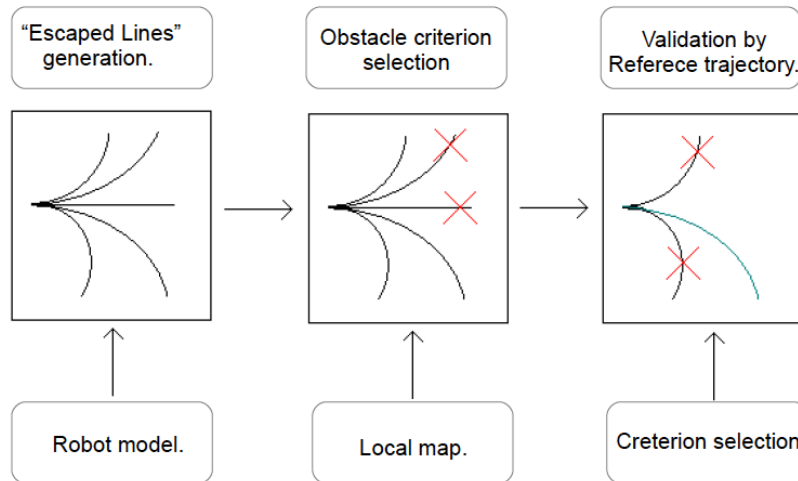 “Escaped Lines”
generation.
Obstacle criterion
selection
Validation by
Referece trajectory.
Robot model.
Local map.
Creterion selection